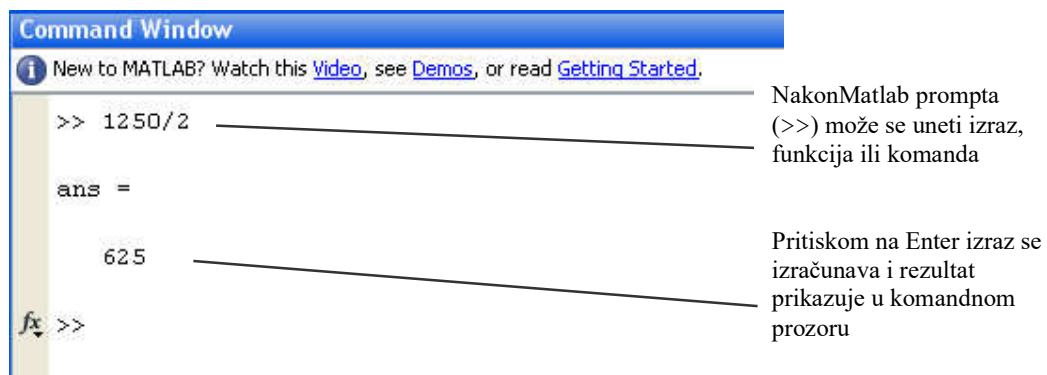 Command Window
New to MATLAB? Watch this Video, see Demos, or read Getting Started.
>> 1250/2
ans =
625
fx >>
NakonMatlab prompta
(>>) može se uneti izraz,
funkcija ili komanda
Pritiskom na Enter izraz se
izračunava i rezultat
prikazuje u komandnom
prozoru